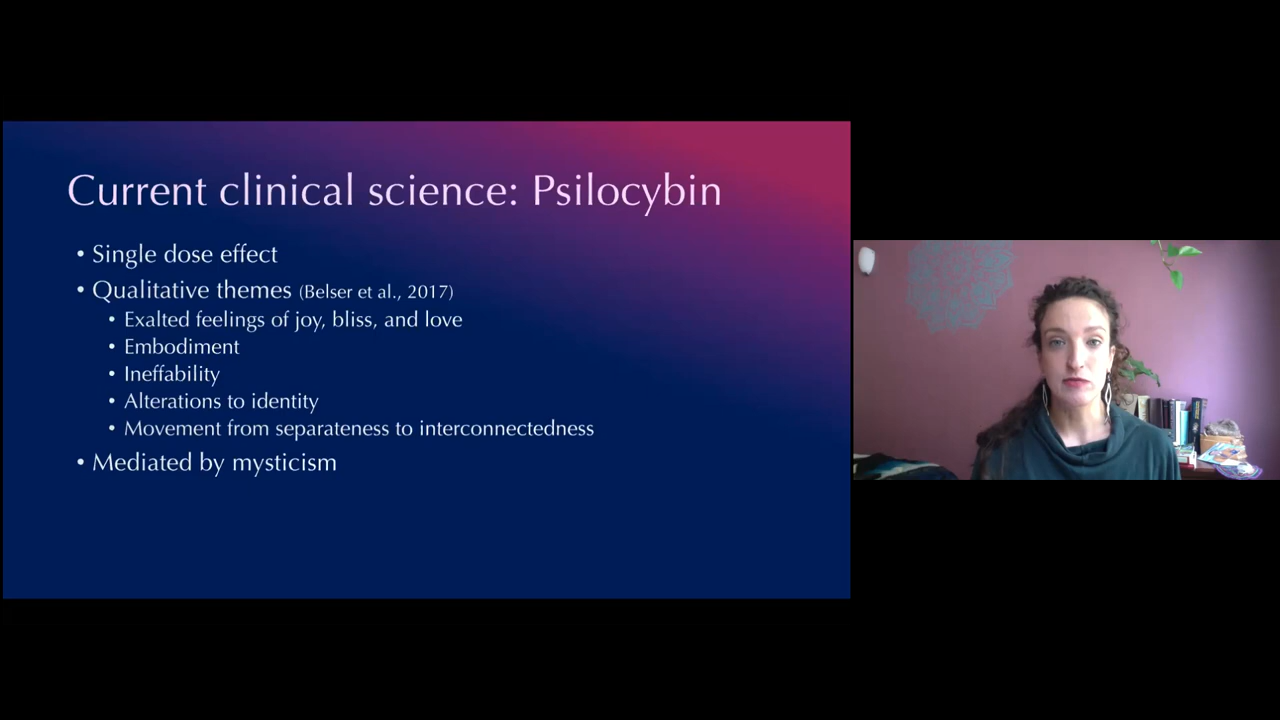 Current clinical science: Psilocybin
• Single dose effect
• Qualitative themes (Belser et al., 2017)
• Exalted feelings of joy, bliss, and love
• Embodiment
• Ineffability
• Alterations to identity
• Movement from separateness to interconnectedness
• Mediated by mysticism